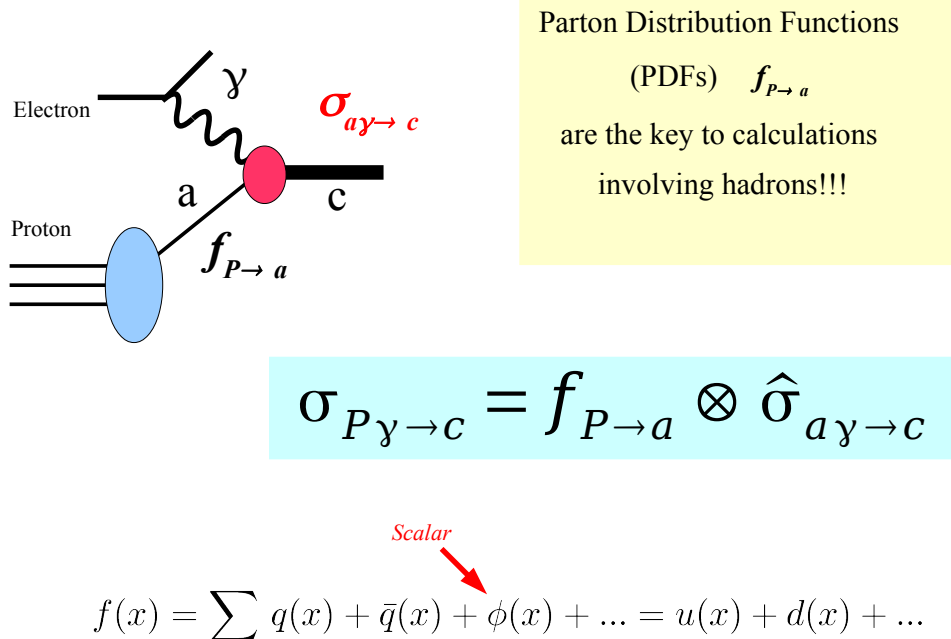 Parton Distribution Functions
(PDFs) f_{P→ a}
are the key to calculations
involving hadrons!!!
Electron
γ
σ_{aγ→ c}
a
c
Proton
f_{P→ a}
σ_{Pγ→c} = f_{P→a} ⊗ σ̂_{aγ→c}
Scalar
f(x) = ∑ q(x) + q̄(x) + ϕ(x) + ... = u(x) + d(x) + ...